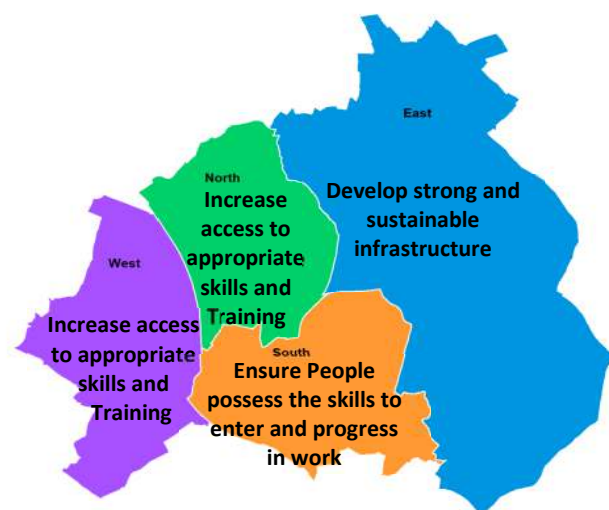 East
Develop strong and
sustainable
infrastructure
North
Increase
access to
appropriate
skills and
Training
West
Increase access
to appropriate
skills and
Training
South
Ensure People
possess the skills to
enter and progress
in work